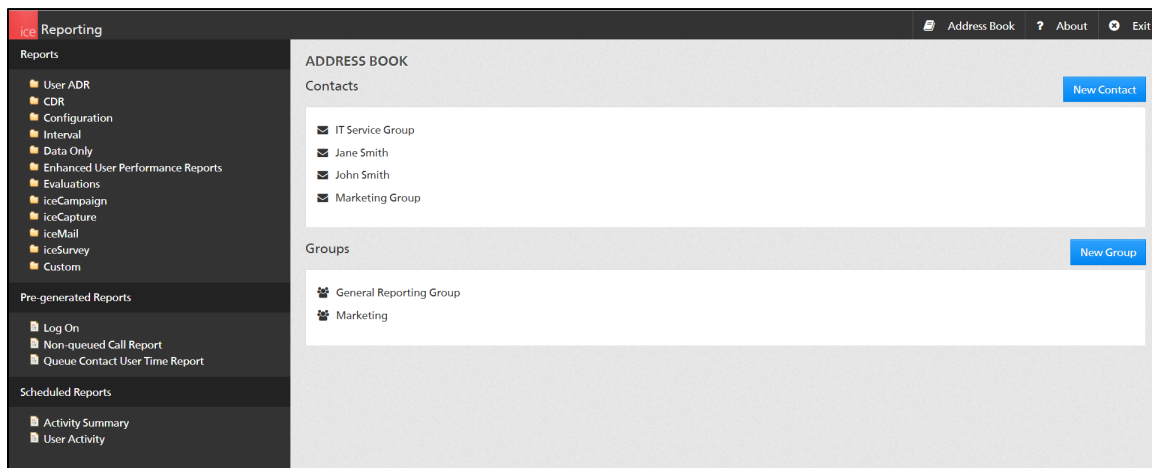 ice Reporting
Address Book
? About
Exit
Reports
User ADR
CDR
Configuration
Interval
Data Only
Enhanced User Performance Reports
Evaluations
iceCampaign
iceCapture
iceMail
iceSurvey
Custom
Pre-generated Reports
Log On
Non-queued Call Report
Queue Contact User Time Report
Scheduled Reports
Activity Summary
User Activity
ADDRESS BOOK
Contacts
New Contact
IT Service Group
Jane Smith
John Smith
Marketing Group
Groups
New Group
General Reporting Group
Marketing